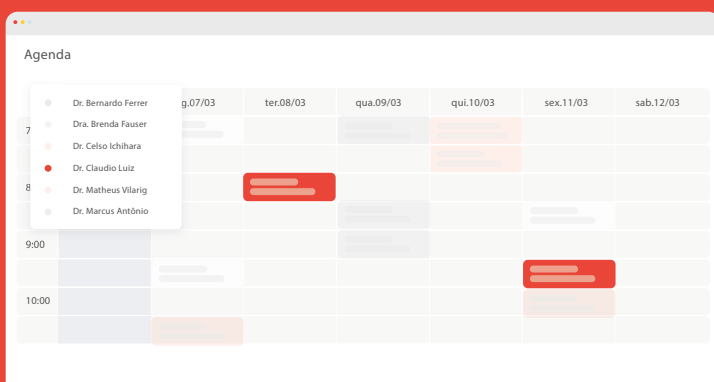 Agenda
g.07/03 ter.08/03 qua.09/03 qui.10/03 sex.11/03 sab.12/03
Dr. Bernardo Ferrer
Dra. Brenda Fauser
Dr. Celso Ichihara
Dr. Claudio Luiz
Dr. Matheus Vilarig
Dr. Marcus Antônio
7
8
9:00
10:00